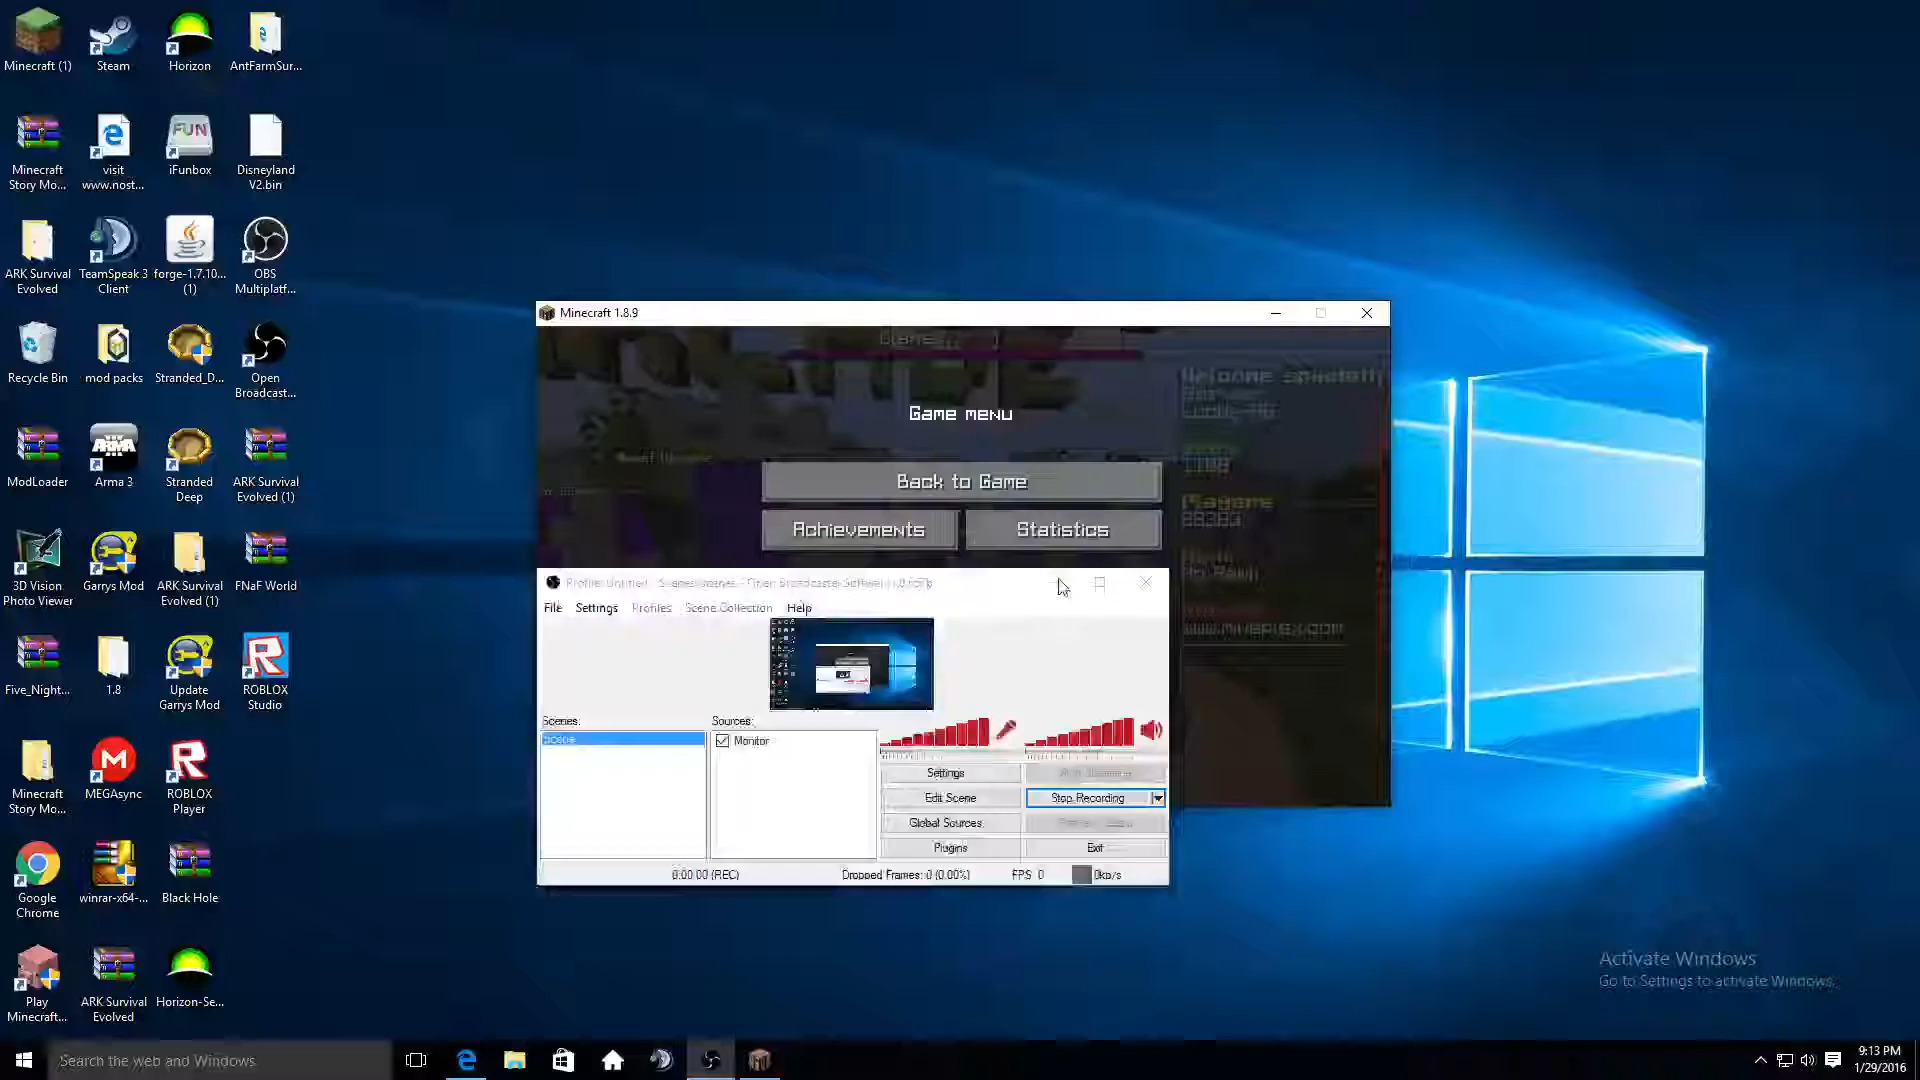 Minecraft (1)
Steam
Horizon
AntFarmSur...
Minecraft
Story Mo...
visit
www.nost...
iFunbox
Disneyland
V2.bin
ARK Survival
Evolved
TeamSpeak 3
Client
forge-1.7.10...
(1)
OBS
Multiplatf...
Recycle Bin
mod packs
Stranded_D...
Open
Broadcast...
ModLoader
Arma 3
Stranded
Deep
ARK Survival
Evolved (1)
3D Vision
Photo Viewer
Garrys Mod
ARK Survival
Evolved (1)
FNaF World
Five_Night...
1.8
Update
Garrys Mod
ROBLOX
Studio
Minecraft
Story Mo...
MEGAsync
ROBLOX
Player
Google
Chrome
winrar-x64-...
Black Hole
Play
Minecraft...
ARK Survival
Evolved
Horizon-Se...
FUN
ARMA
Minecraft 1.8.9
Welcome
Game menu
Back to Game
Achievements
Statistics
File Settings Profiles Scene Collection Help
Scenes:
Sources:
Scene
Monitor
Settings
Edit Scene
Stop Recording
Global Sources
Plugins
Exit
0:00:00 (REC)
Dropped Frames: 0 (0.00%)
FPS 0
0kb/s
Activate Windows
Go to Settings to activate Windows.
Search the web and Windows
9:13 PM
1/29/2016